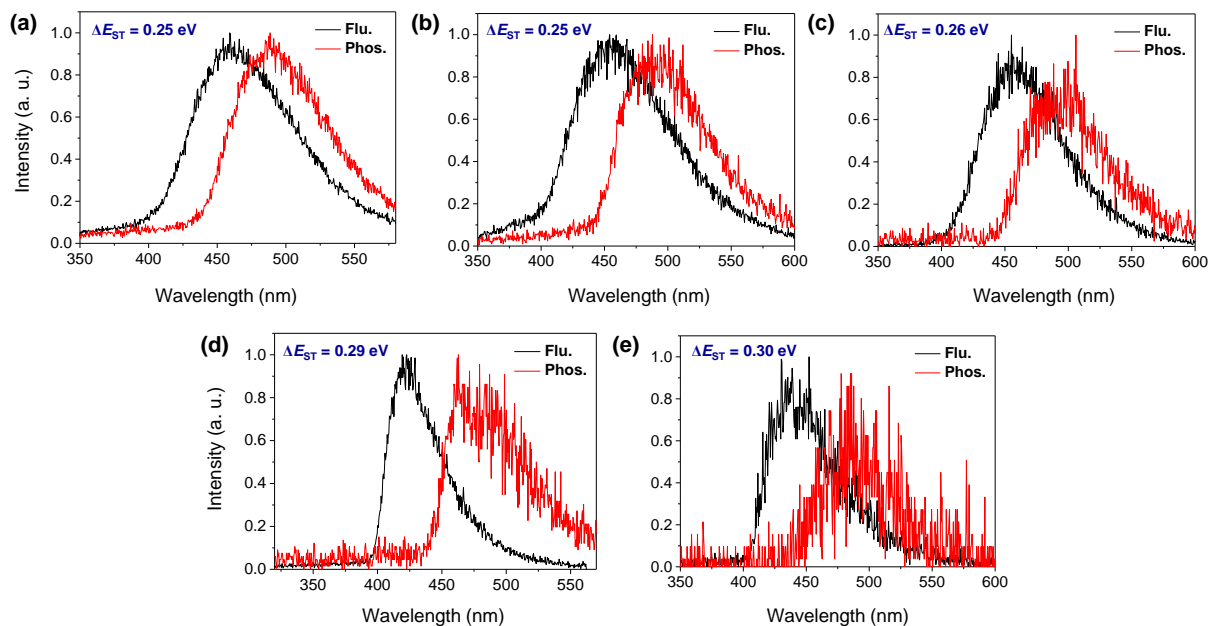 (a)
ΔE_ST = 0.25 eV
Flu.
Phos.
Intensity (a. u.)
1.0
0.8
0.6
0.4
0.2
0.0
350 400 450 500 550
Wavelength (nm)
(b)
ΔE_ST = 0.25 eV
Flu.
Phos.
1.0
0.8
0.6
0.4
0.2
0.0
350 400 450 500 550 600
Wavelength (nm)
(c)
ΔE_ST = 0.26 eV
Flu.
Phos.
1.0
0.8
0.6
0.4
0.2
0.0
350 400 450 500 550 600
Wavelength (nm)
(d)
ΔE_ST = 0.29 eV
Flu.
Phos.
Intensity (a. u.)
1.0
0.8
0.6
0.4
0.2
0.0
350 400 450 500 550
Wavelength (nm)
(e)
ΔE_ST = 0.30 eV
Flu.
Phos.
1.0
0.8
0.6
0.4
0.2
0.0
350 400 450 500 550 600
Wavelength (nm)